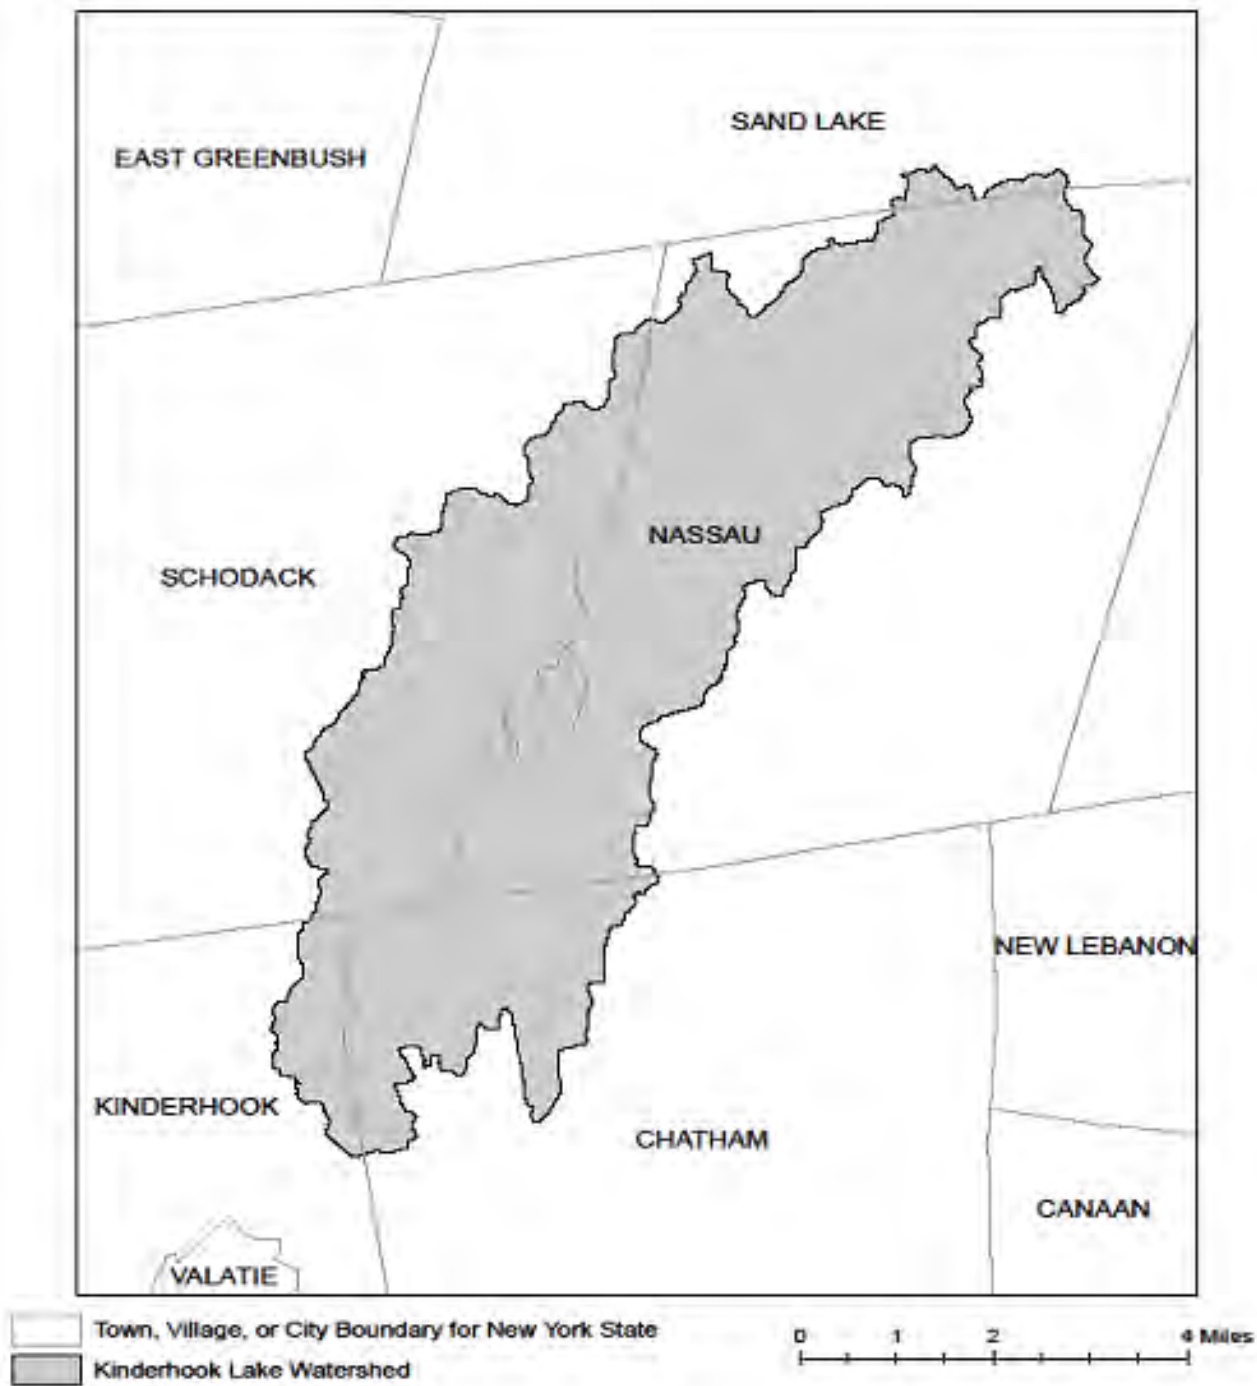 SAND LAKE
EAST GREENBUSH
NASSAU
SCHODACK
NEW LEBANON
KINDERHOOK
CHATHAM
CANAAN
VALATIE
Town, Village, or City Boundary for New York State
Kinderhook Lake Watershed
0 1 2 4 Miles